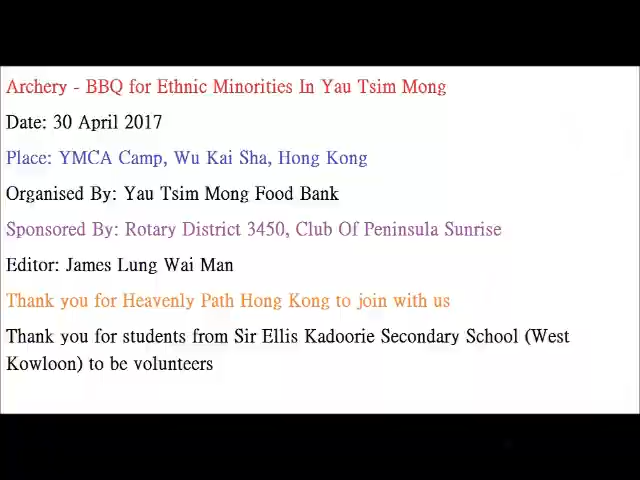 Archery - BBQ for Ethnic Minorities In Yau Tsim Mong
Date: 30 April 2017
Place: YMCA Camp, Wu Kai Sha, Hong Kong
Organised By: Yau Tsim Mong Food Bank
Sponsored By: Rotary District 3450, Club Of Peninsula Sunrise
Editor: James Lung Wai Man
Thank you for Heavenly Path Hong Kong to join with us
Thank you for students from Sir Ellis Kadoorie Secondary School (West
Kowloon) to be volunteers